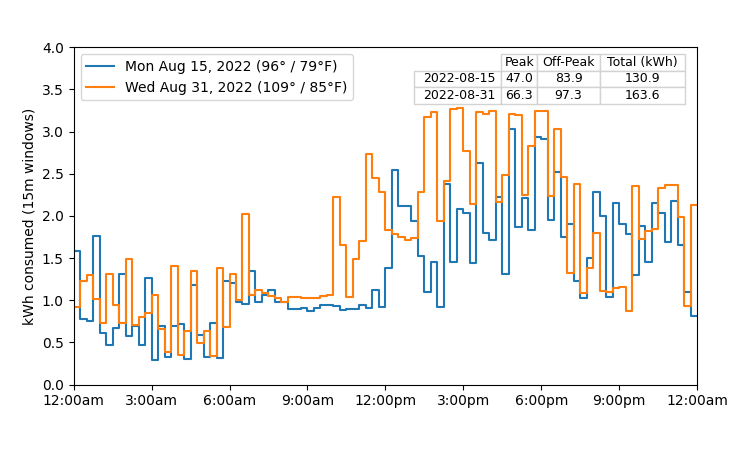 4.0
3.5
3.0
2.5
2.0
1.5
1.0
0.5
0.0
kWh consumed (15m windows)
Mon Aug 15, 2022 (96° / 79°F)
Wed Aug 31, 2022 (109° / 85°F)
Peak Off-Peak Total (kWh)
2022-08-15 47.0 83.9 130.9
2022-08-31 66.3 97.3 163.6
12:00am 3:00am 6:00am 9:00am 12:00pm 3:00pm 6:00pm 9:00pm 12:00am